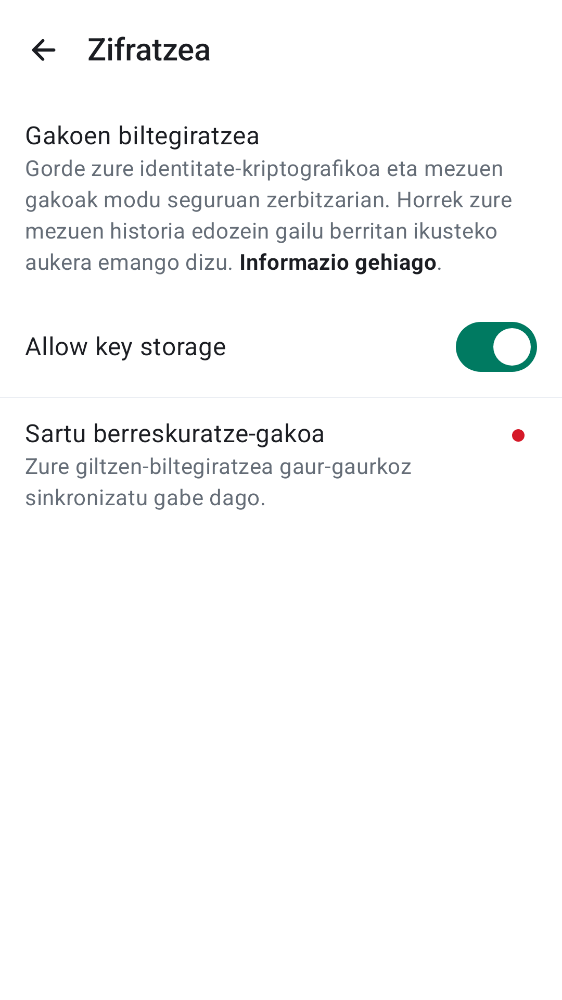 Zifratzea
Gakoen biltegiratzea
Gorde zure identitate-kriptografikoa eta mezuen
gakoak modu seguruan zerbitzarian. Horrek zure
mezuen historia edozein gailu berritan ikusteko
aukera emango dizu. Informazio gehiago.
Allow key storage
Sartu berreskuratze-gakoa
Zure giltzen-biltegiratzea gaur-gaurkoz
sinkronizatu gabe dago.